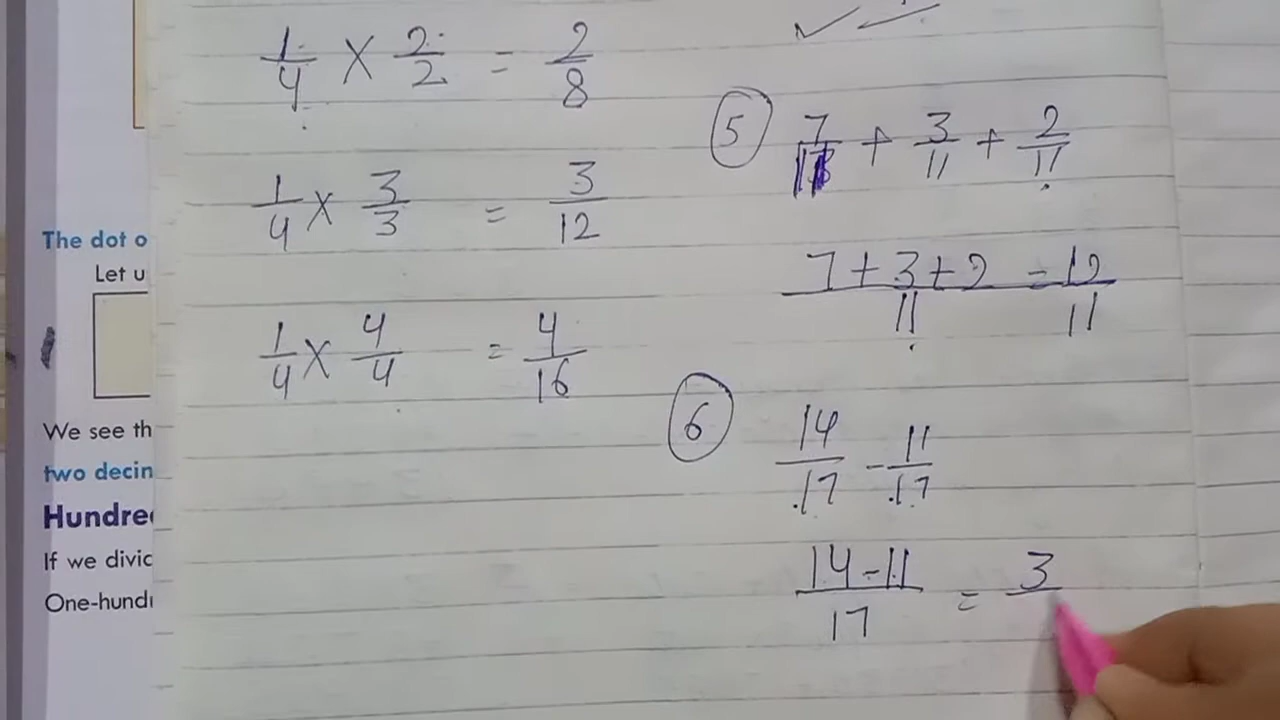 The dot o
Let u
We see th
two decin
Hundre
If we divic
One-hund
1/4 X 2/2 = 2/8
1/4 X 3/3 = 3/12
1/4 X 4/4 = 4/16
5 7/11 + 3/11 + 2/11
7+3+2/11 = 12/11
6 14/17 - 11/17
14-11/17 = 3